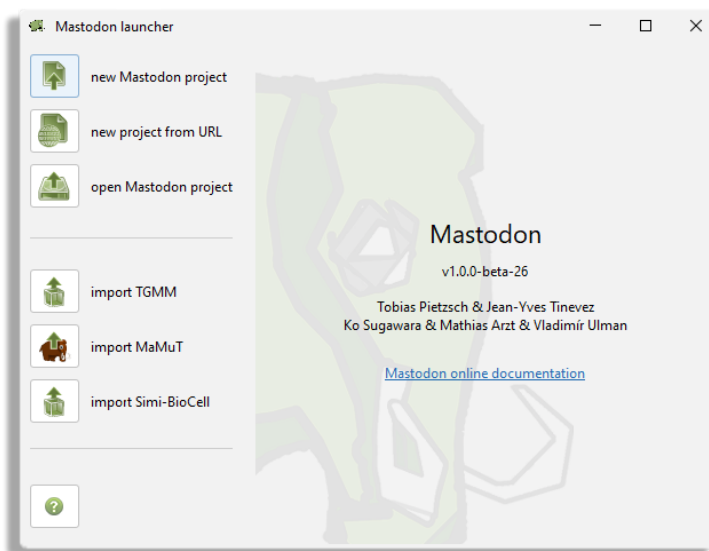 Mastodon launcher
new Mastodon project
new project from URL
open Mastodon project
import TGMM
import MaMuT
import Simi-BioCell
?
Mastodon
v1.0.0-beta-26
Tobias Pietzsch & Jean-Yves Tinevez
Ko Sugawara & Mathias Arzt & Vladimír Ulman
Mastodon online documentation